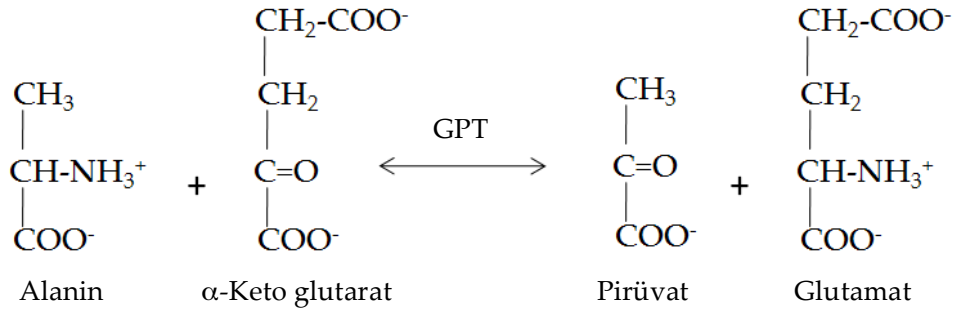 CH₂-COO⁻ CH₂-COO⁻
CH₃ CH₂ CH₃ CH₂
GPT
CH-NH₃⁺ + C=O C=O + CH-NH₃⁺
COO⁻ COO⁻ COO⁻ COO⁻
Alanin α-Keto glutarat Pirüvat Glutamat